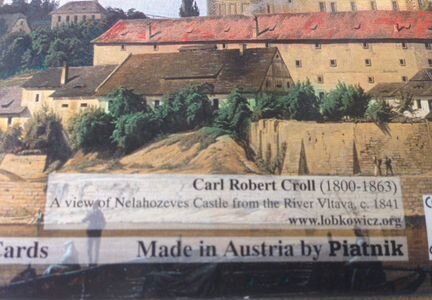 Carl Robert Croll (1800-1863)
A view of Nelahozeves Castle from the River Vltava, c. 1841
www.lobkowicz.org
Cards Made in Austria by Piatnik